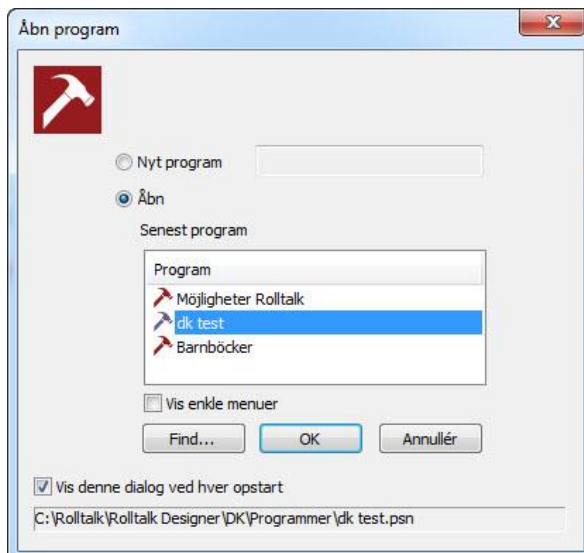 Åbn program
Nyt program
Åbn
Senest program
Program
Möjligheter Rolltalk
dk test
Barnböcker
Vis enkle menuer
Find... OK Annullér
Vis denne dialog ved hver opstart
C:\Rolltalk\Rolltalk Designer\DK\Programmer\dk test.psn